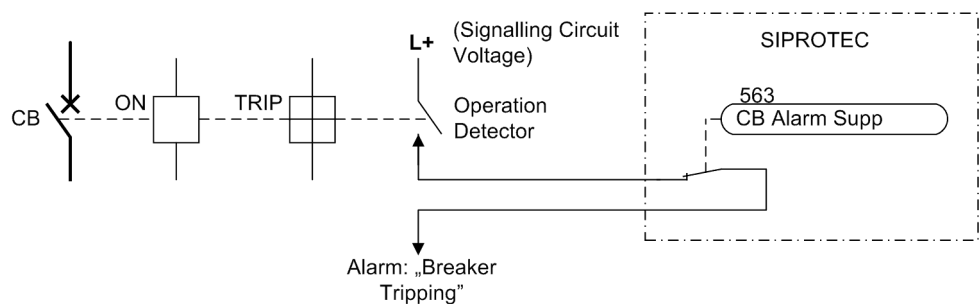 L+
(Signalling Circuit
Voltage)
SIPROTEC
CB
ON
TRIP
Operation
Detector
563
CB Alarm Supp
Alarm: „Breaker
Tripping”